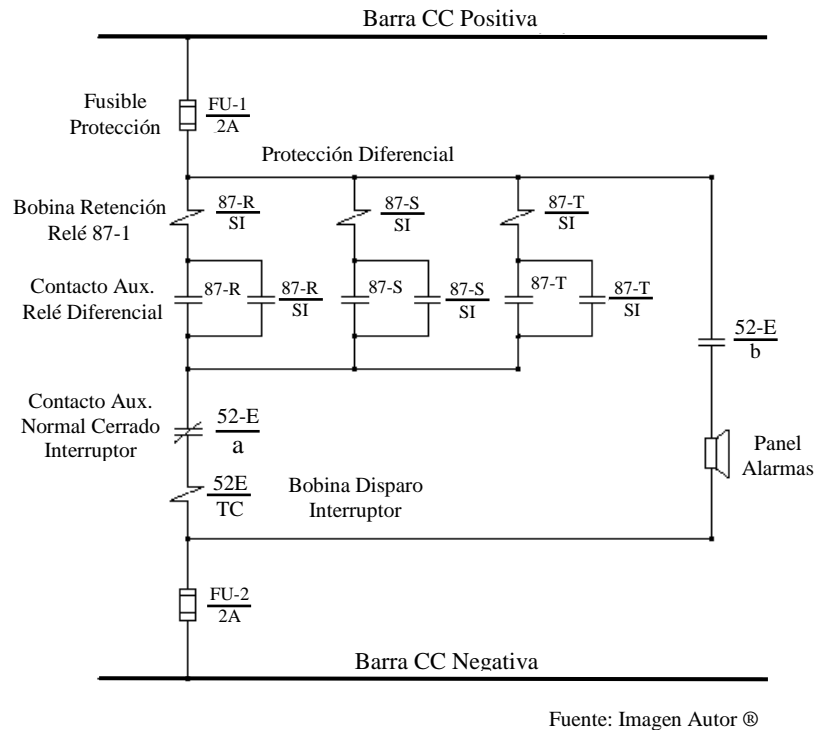 Barra CC Positiva
Fusible
Protección
FU-1
2A
Protección Diferencial
Bobina Retención
Relé 87-1
87-R
SI
87-S
SI
87-T
SI
Contacto Aux.
Relé Diferencial
87-R
87-R
SI
87-S
87-S
SI
87-T
87-T
SI
52-E
b
Contacto Aux.
Normal Cerrado
Interruptor
52-E
a
Panel
Alarmas
52E
TC
Bobina Disparo
Interruptor
FU-2
2A
Barra CC Negativa
Fuente: Imagen Autor ®